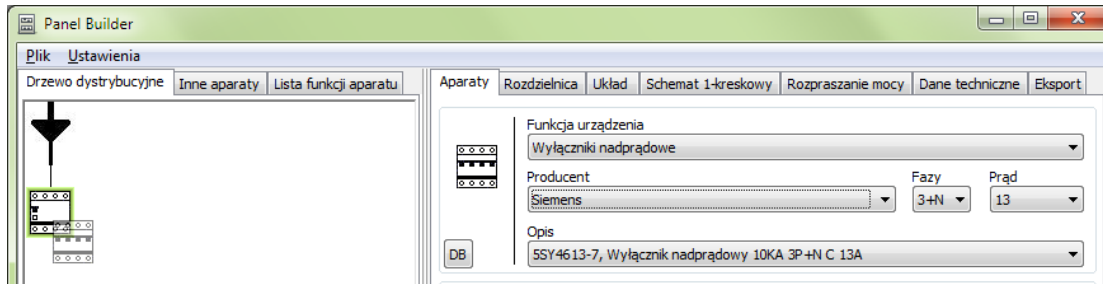 Panel Builder
Plik Ustawienia
Drzewo dystrybucyjne Inne aparaty Lista funkcji aparatu
Aparaty Rozdzielnica Układ Schemat 1-kreskowy Rozpraszanie mocy Dane techniczne Eksport
Funkcja urządzenia
Wyłączniki nadprądowe
Producent Fazy Prąd
Siemens 3+N 13
Opis
DB 5SY4613-7, Wyłącznik nadprądowy 10KA 3P+N C 13A